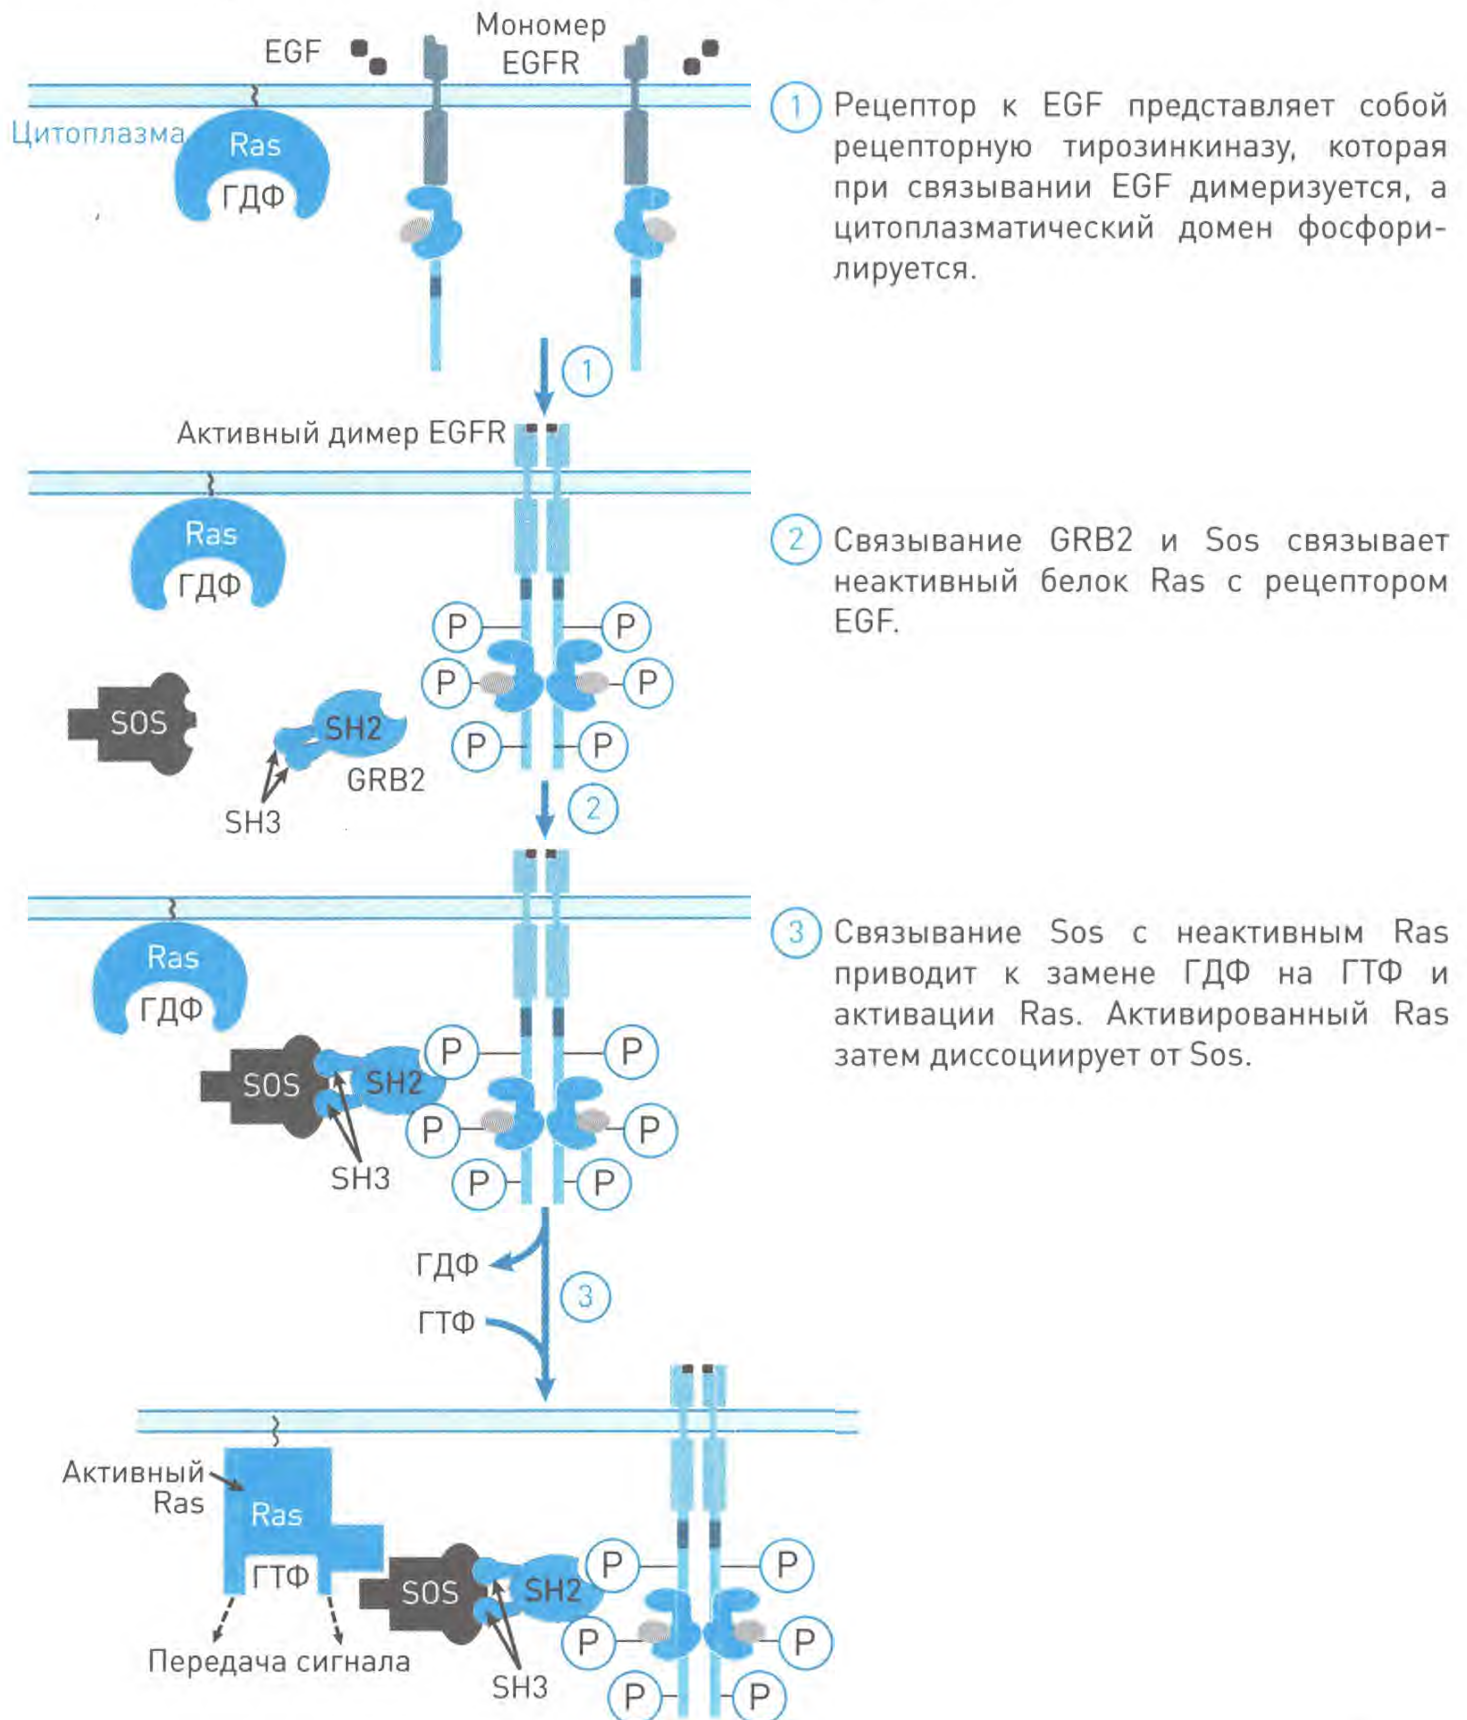 EGF
Мономер
EGFR
Цитоплазма
Ras
ГДФ
1 Рецептор к EGF представляет собой
рецепторную тирозинкиназу, которая
при связывании EGF димеризуется, а
цитоплазматический домен фосфори-
лируется.
1
Активный димер EGFR
Ras
ГДФ
P P
P P
P P
SOS
SH2
GRB2
SH3
2 Связывание GRB2 и Sos связывает
неактивный белок Ras с рецептором
EGF.
2
Ras
ГДФ
SOS
SH2
SH3
P P
P P
P P
3 Связывание Sos с неактивным Ras
приводит к замене ГДФ на ГТФ и
активации Ras. Активированный Ras
затем диссоциирует от Sos.
ГДФ
3
ГТФ
Активный
Ras
Ras
ГТФ
SOS
SH2
SH3
P P
P P
P P
Передача сигнала